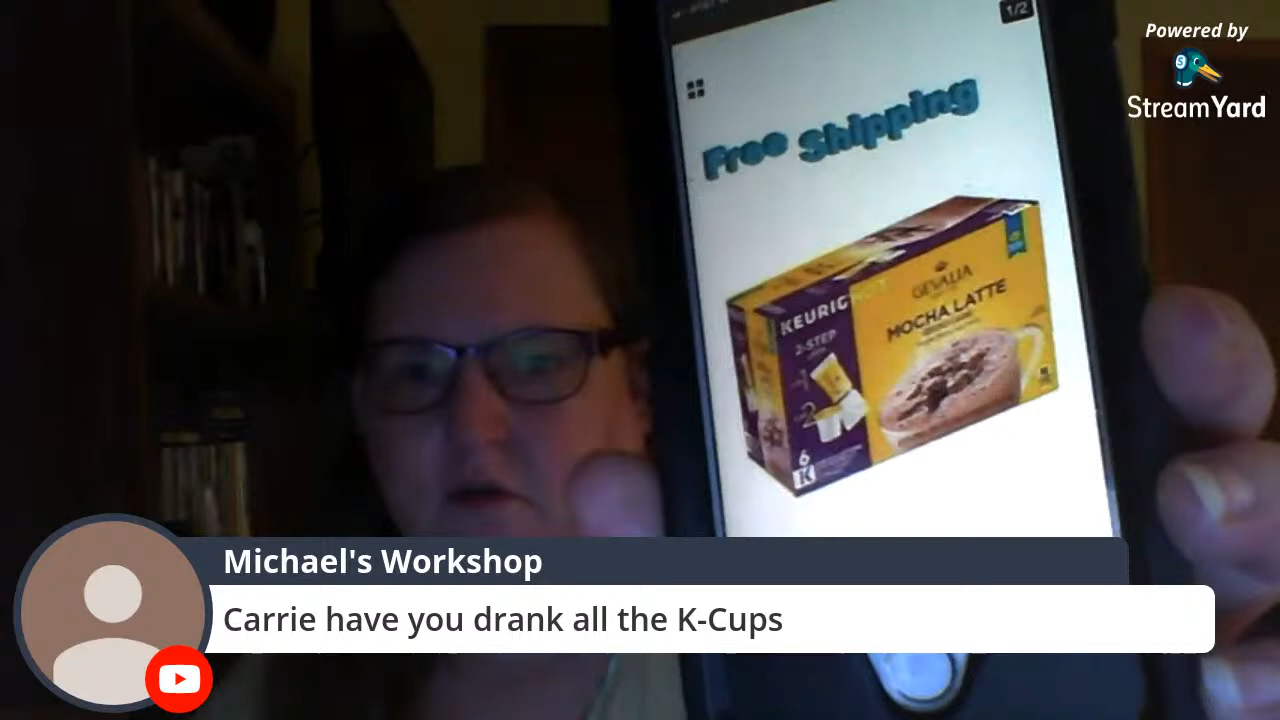 1/2
Powered by
StreamYard
Free Shipping
GEVALIA
MOCHA LATTE
KEURIG
2-STEP
1
2
6
K
Michael's Workshop
Carrie have you drank all the K-Cups